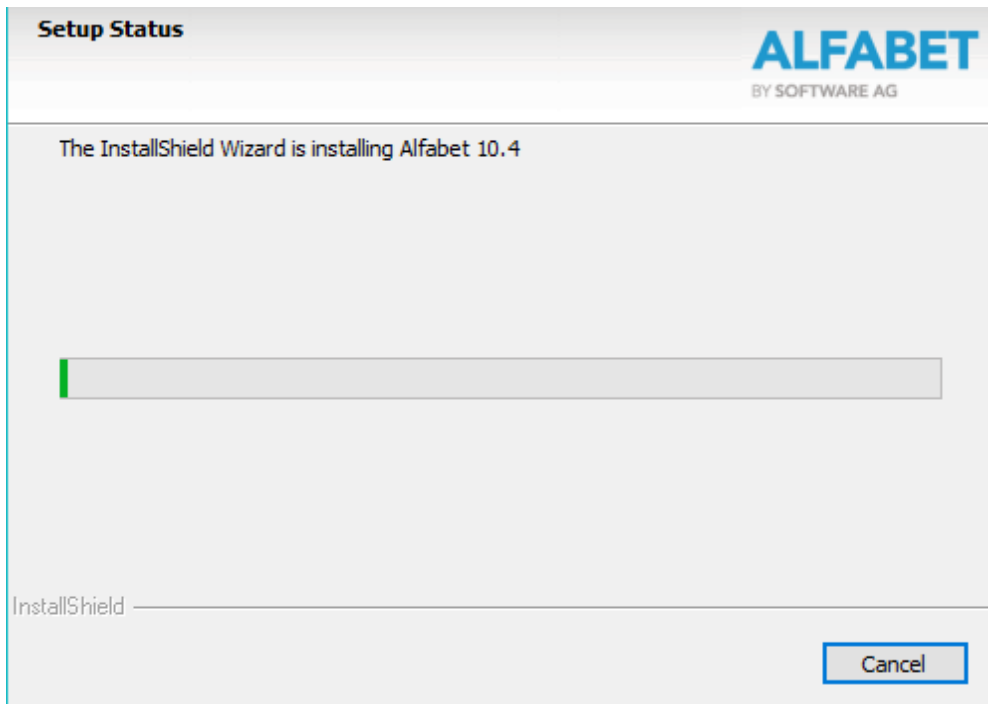 Setup Status
ALFABET
BY SOFTWARE AG
The InstallShield Wizard is installing Alfabet 10.4
InstallShield
Cancel